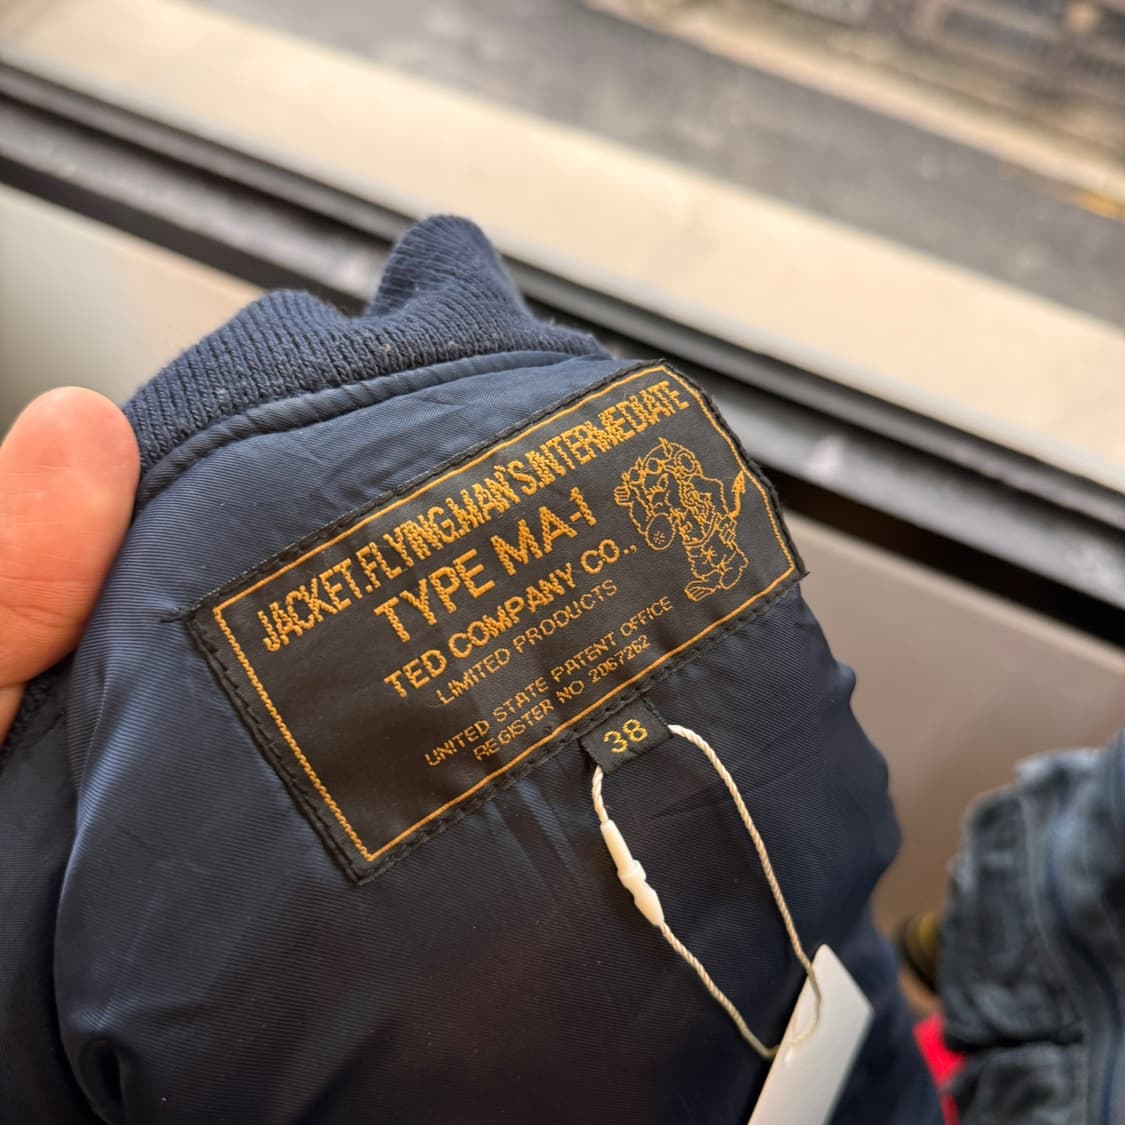 JACKET.FLYING.MAN'S.INTERMEDIATE
TYPE MA-1
TED COMPANY CO.,
LIMITED PRODUCTS
UNITED STATE PATENT OFFICE
REGISTER NO 2067262
38